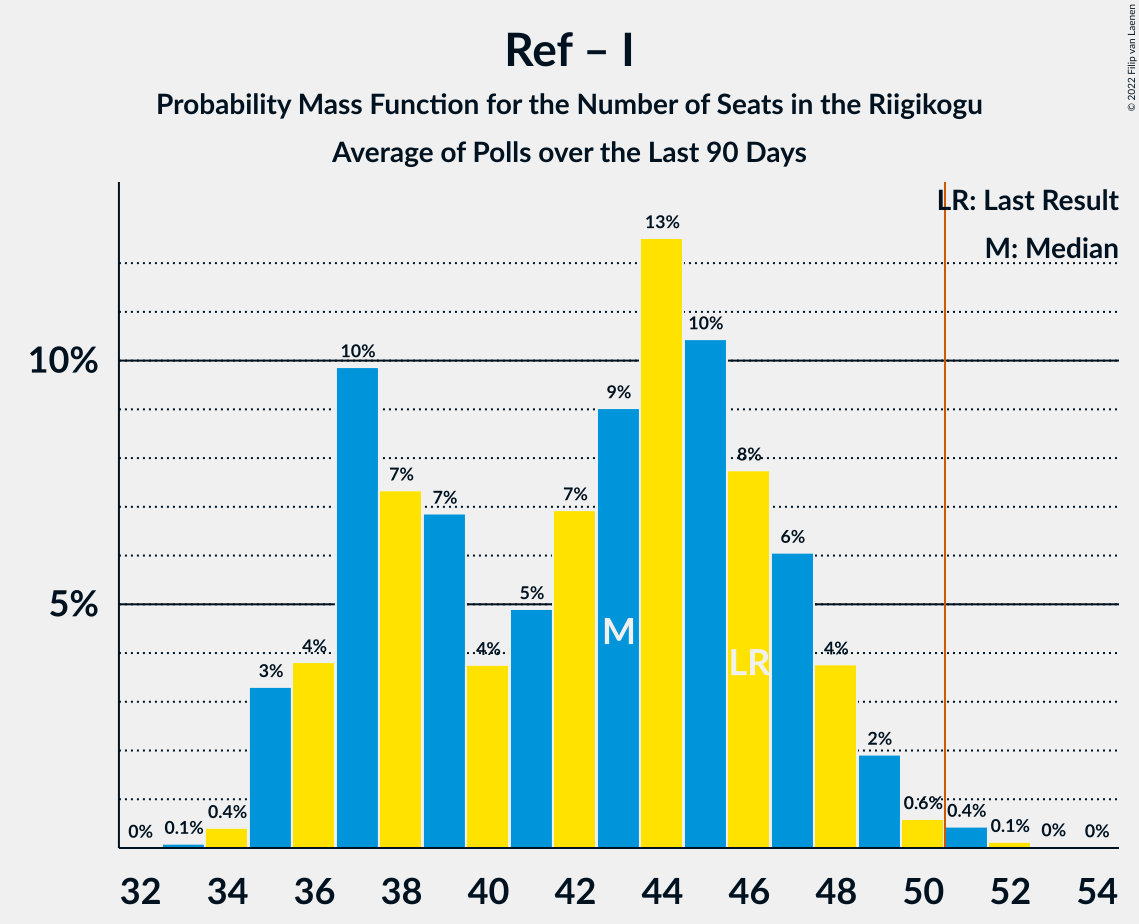 Ref – I
Probability Mass Function for the Number of Seats in the Riigikogu
Average of Polls over the Last 90 Days
© 2022 Filip van Laenen
LR: Last Result
M: Median
10%
5%
0%
0.1%
0.4%
3%
4%
10%
7%
7%
4%
5%
7%
9%
13%
10%
8%
6%
4%
2%
0.6%
0.4%
0.1%
0%
0%
M
LR
32 34 36 38 40 42 44 46 48 50 52 54